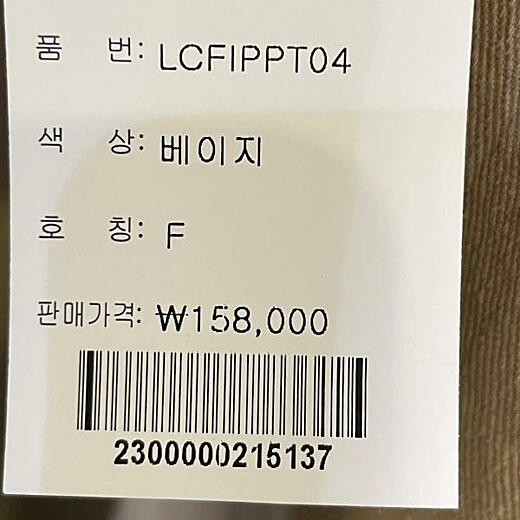 품 번: LCFIPPT04
색 상: 베이지
호 칭: F
판매가격: ₩158,000
2300000215137